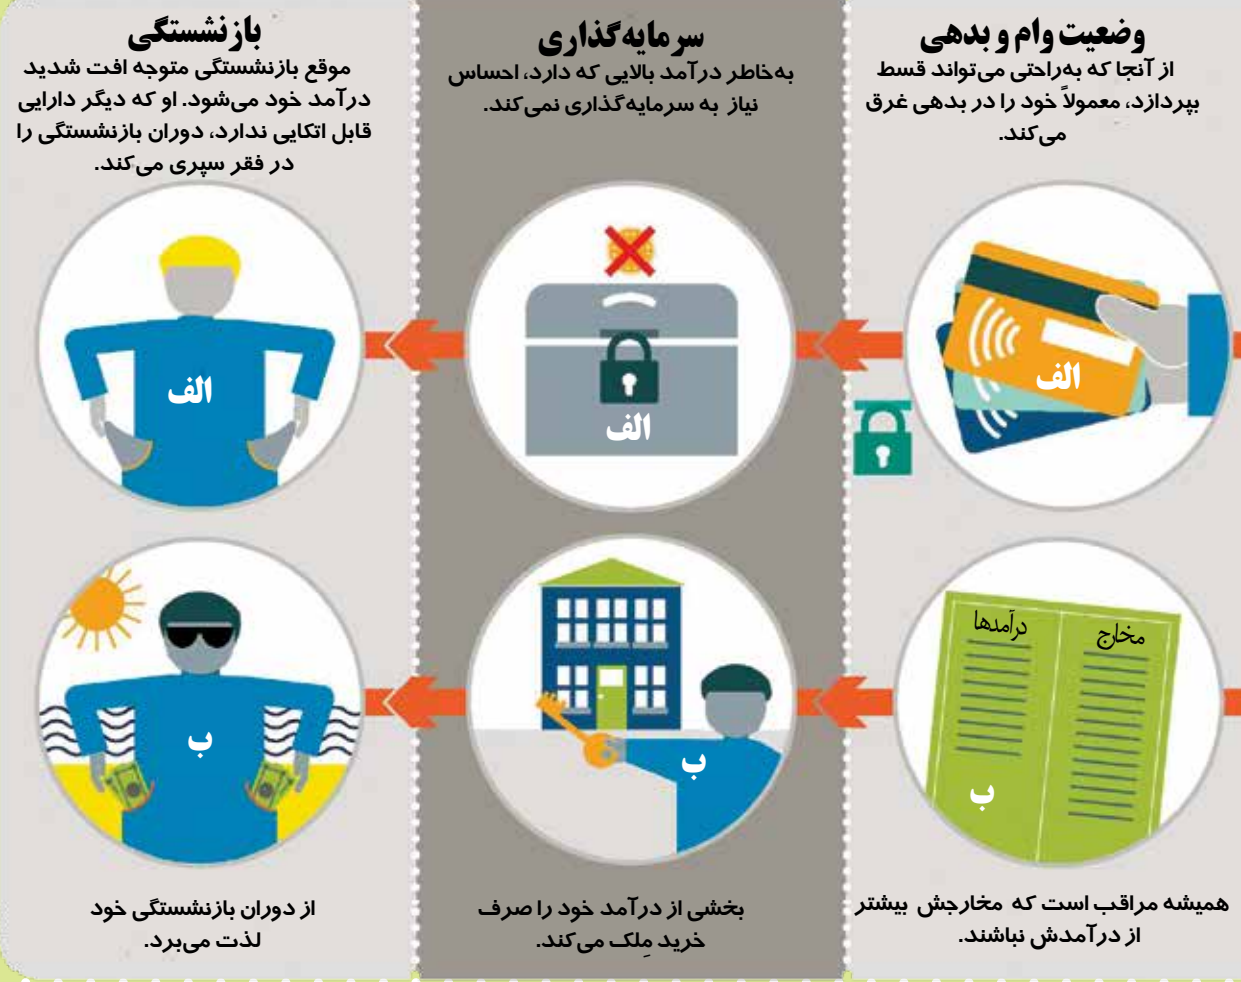 وضعیت وام و بدهی
از آنجا که به‌راحتی می‌تواند قسط
بپردازد، معمولاً خود را در بدهی غرق
می‌کند.
الف
درآمدها
مخارج
ب
همیشه مراقب است که مخارجش بیشتر
از درآمدش نباشند.
سرمایه‌گذاری
به‌خاطر درآمد بالایی که دارد، احساس
نیاز به سرمایه‌گذاری نمی‌کند.
الف
ب
بخشی از درآمد خود را صرف
خرید مِلک می‌کند.
بازنشستگی
موقع بازنشستگی متوجه افت شدید
درآمد خود می‌شود. او که دیگر دارایی
قابل اتکایی ندارد، دوران بازنشستگی را
در فقر سپری می‌کند.
الف
ب
از دوران بازنشستگی خود
لذت می‌برد.